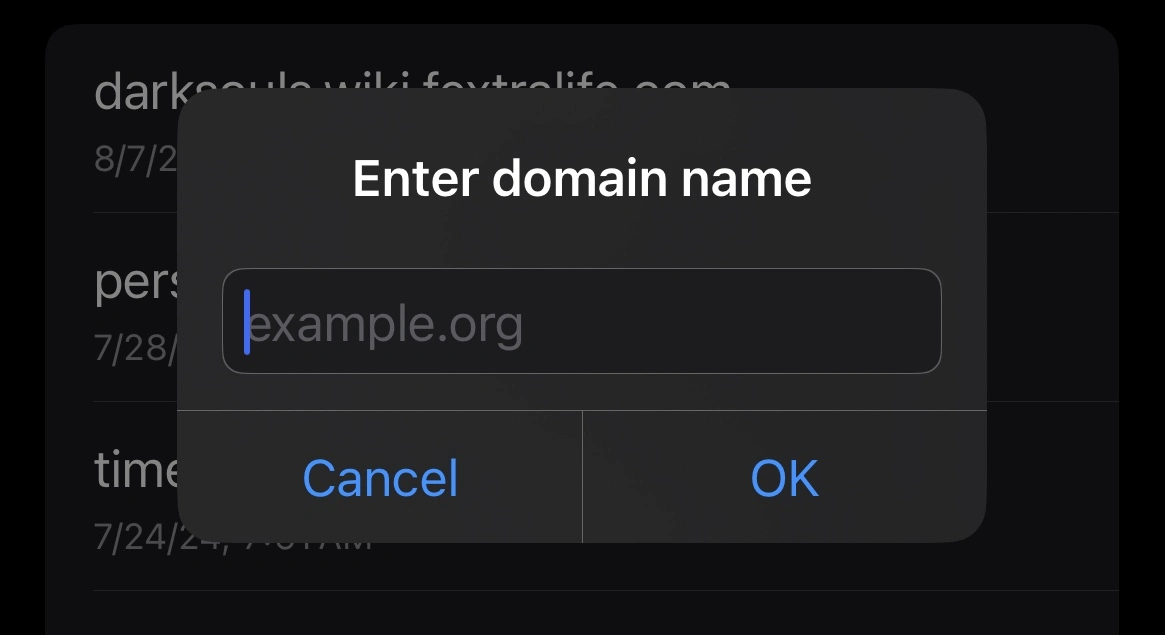 darksouls.wiki.fextralife.com
8/7/2
Enter domain name
pers
example.org
7/28/
time
Cancel
OK
7/24/24,